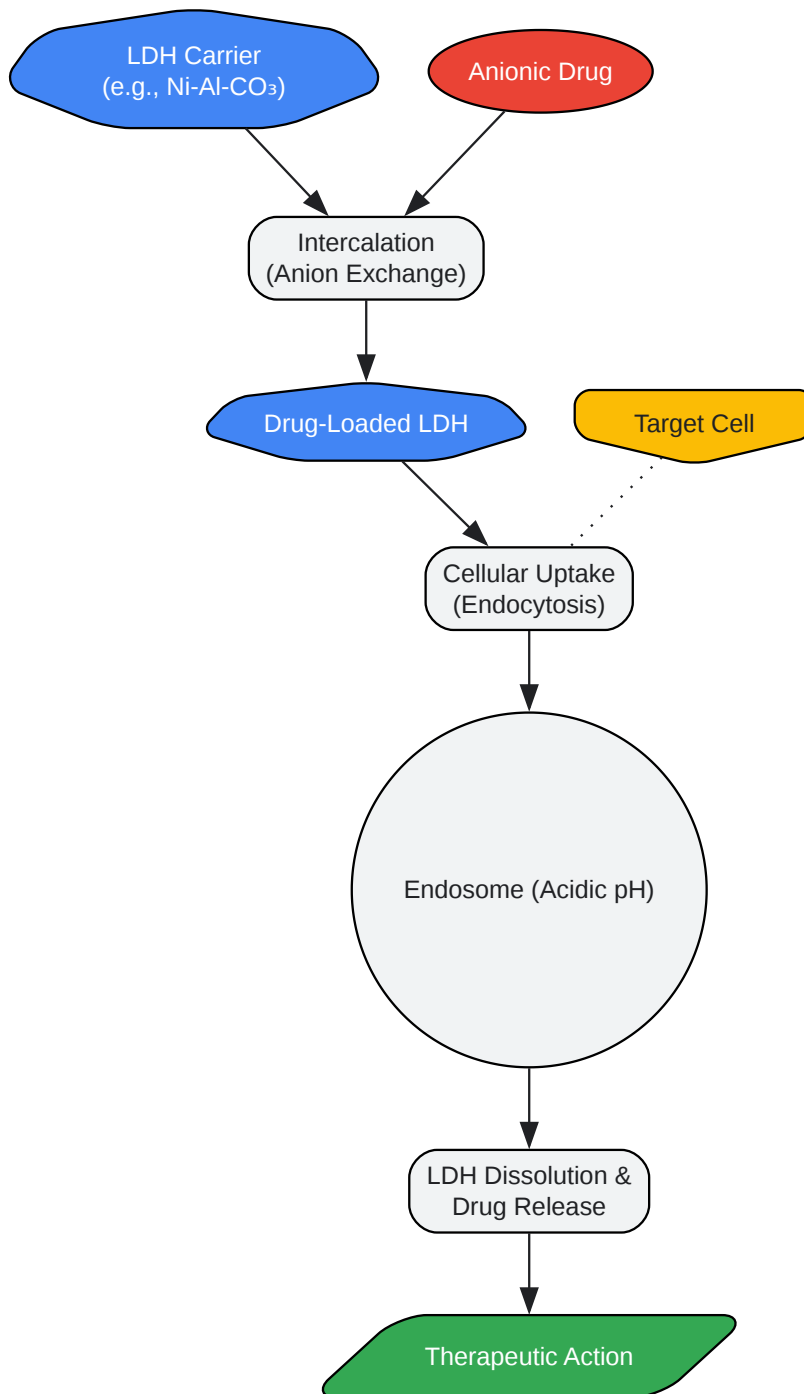 LDH Carrier
(e.g., Ni-Al-CO₃)
Anionic Drug
Intercalation
(Anion Exchange)
Drug-Loaded LDH
Target Cell
Cellular Uptake
(Endocytosis)
Endosome (Acidic pH)
LDH Dissolution &
Drug Release
Therapeutic Action